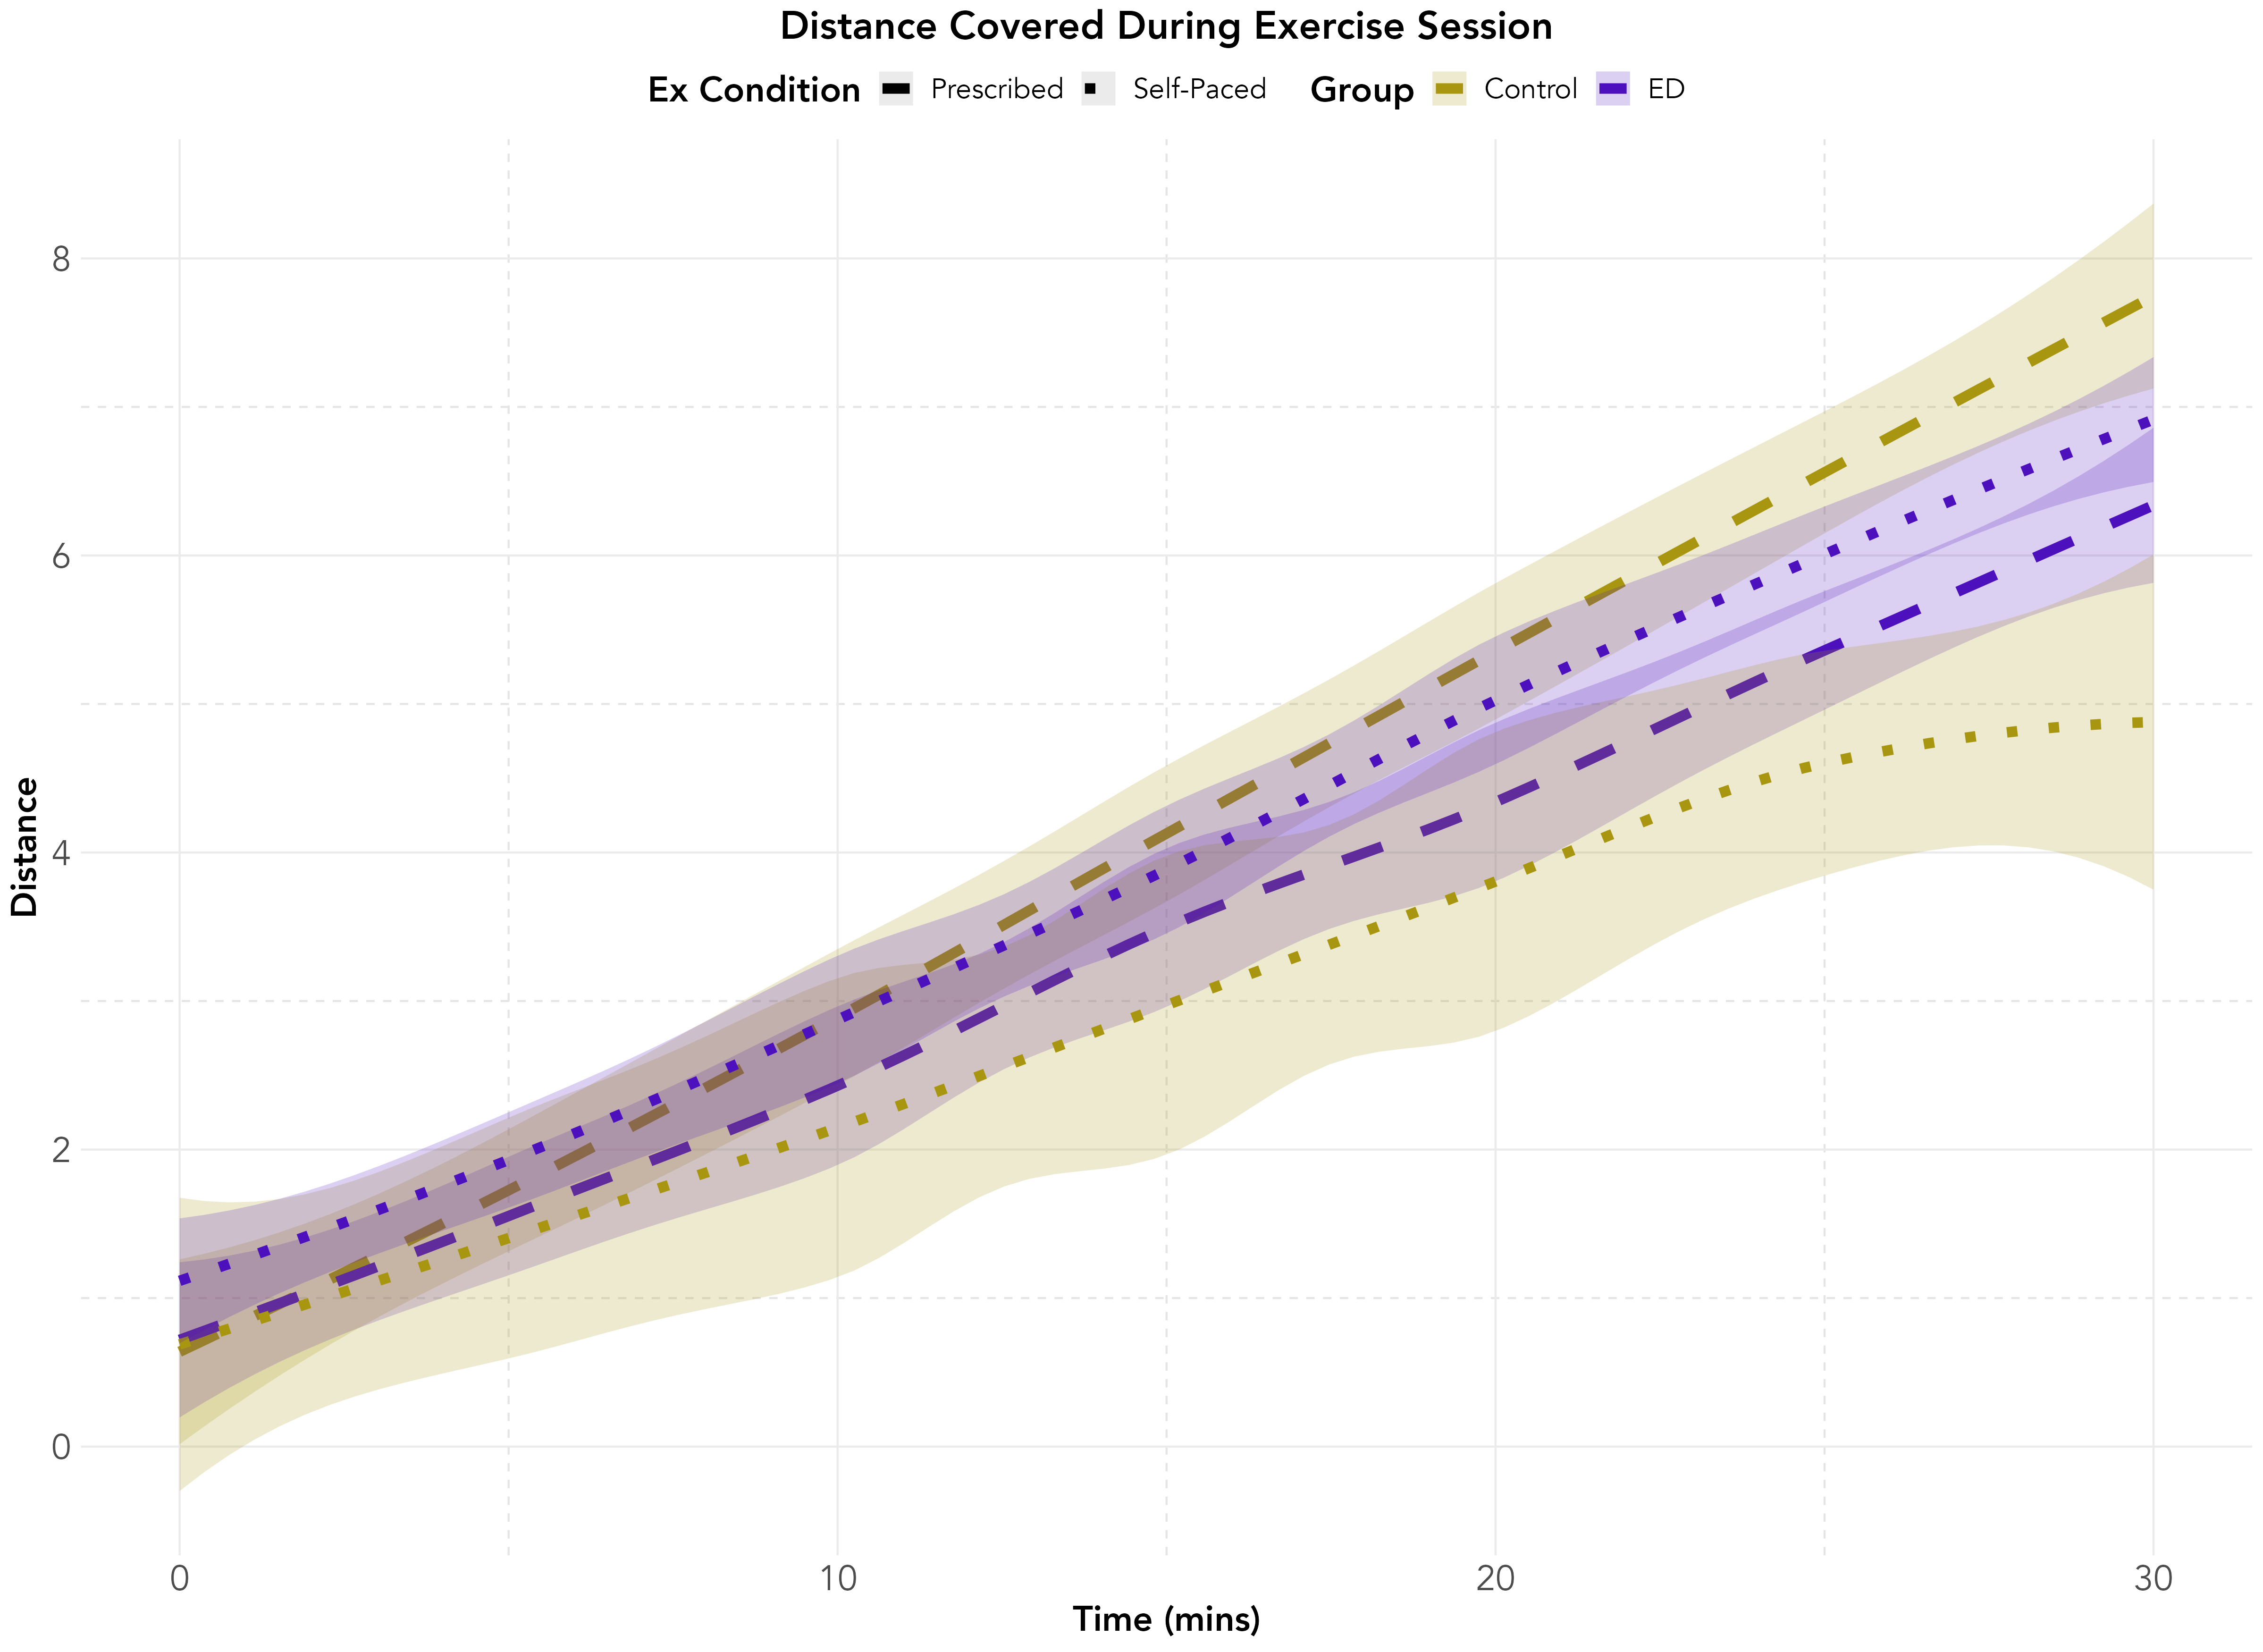 Distance Covered During Exercise Session
Ex Condition Prescribed Self-Paced Group Control ED
8
6
4
2
0
Distance
0 10 20 30
Time (mins)